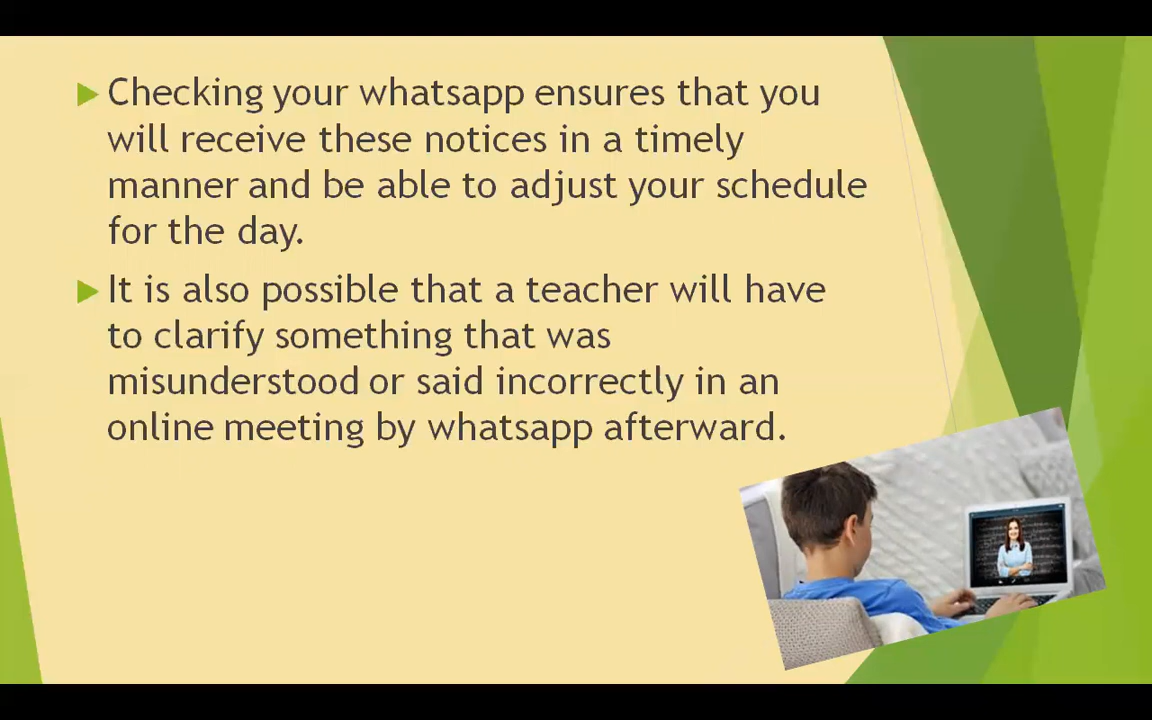 Checking your whatsapp ensures that you
will receive these notices in a timely
manner and be able to adjust your schedule
for the day.
It is also possible that a teacher will have
to clarify something that was
misunderstood or said incorrectly in an
online meeting by whatsapp afterward.